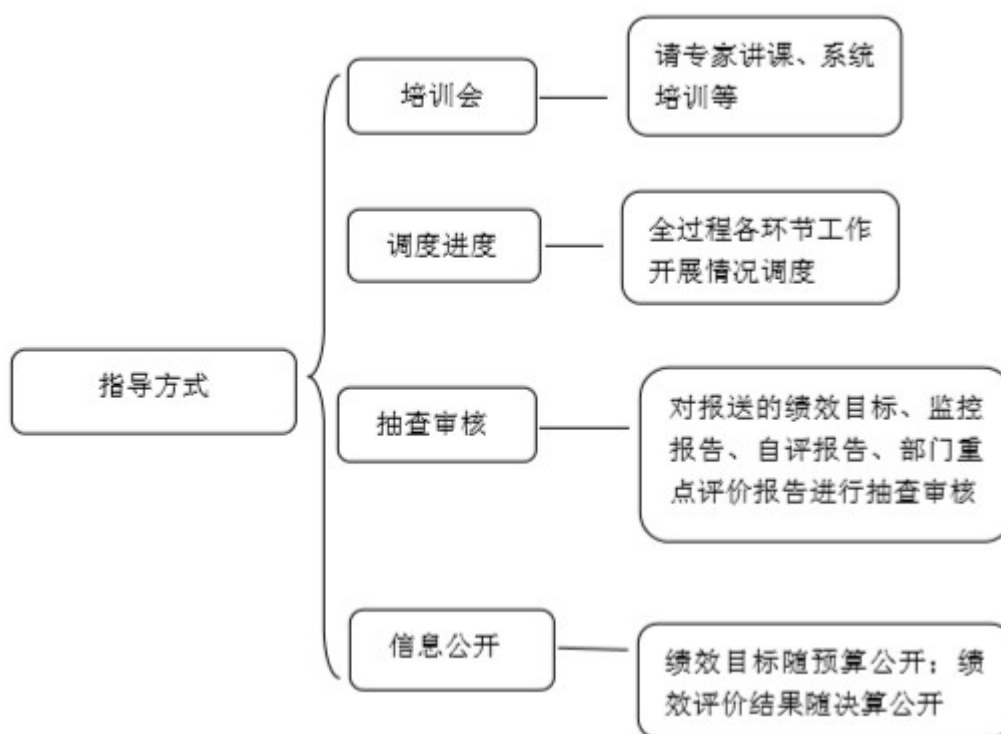 培训会
请专家讲课、系统
培训等
调度进度
全过程各环节工作
开展情况调度
指导方式
抽查审核
对报送的绩效目标、监控
报告、自评报告、部门重
点评价报告进行抽查审核
信息公开
绩效目标随预算公开；绩
效评价结果随决算公开